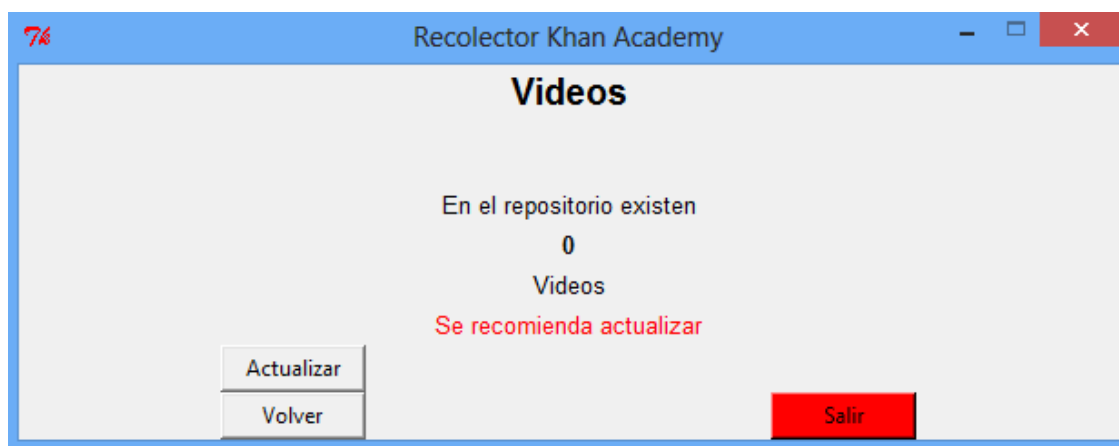 Recolector Khan Academy
Videos
En el repositorio existen
0
Videos
Se recomienda actualizar
Actualizar
Volver
Salir